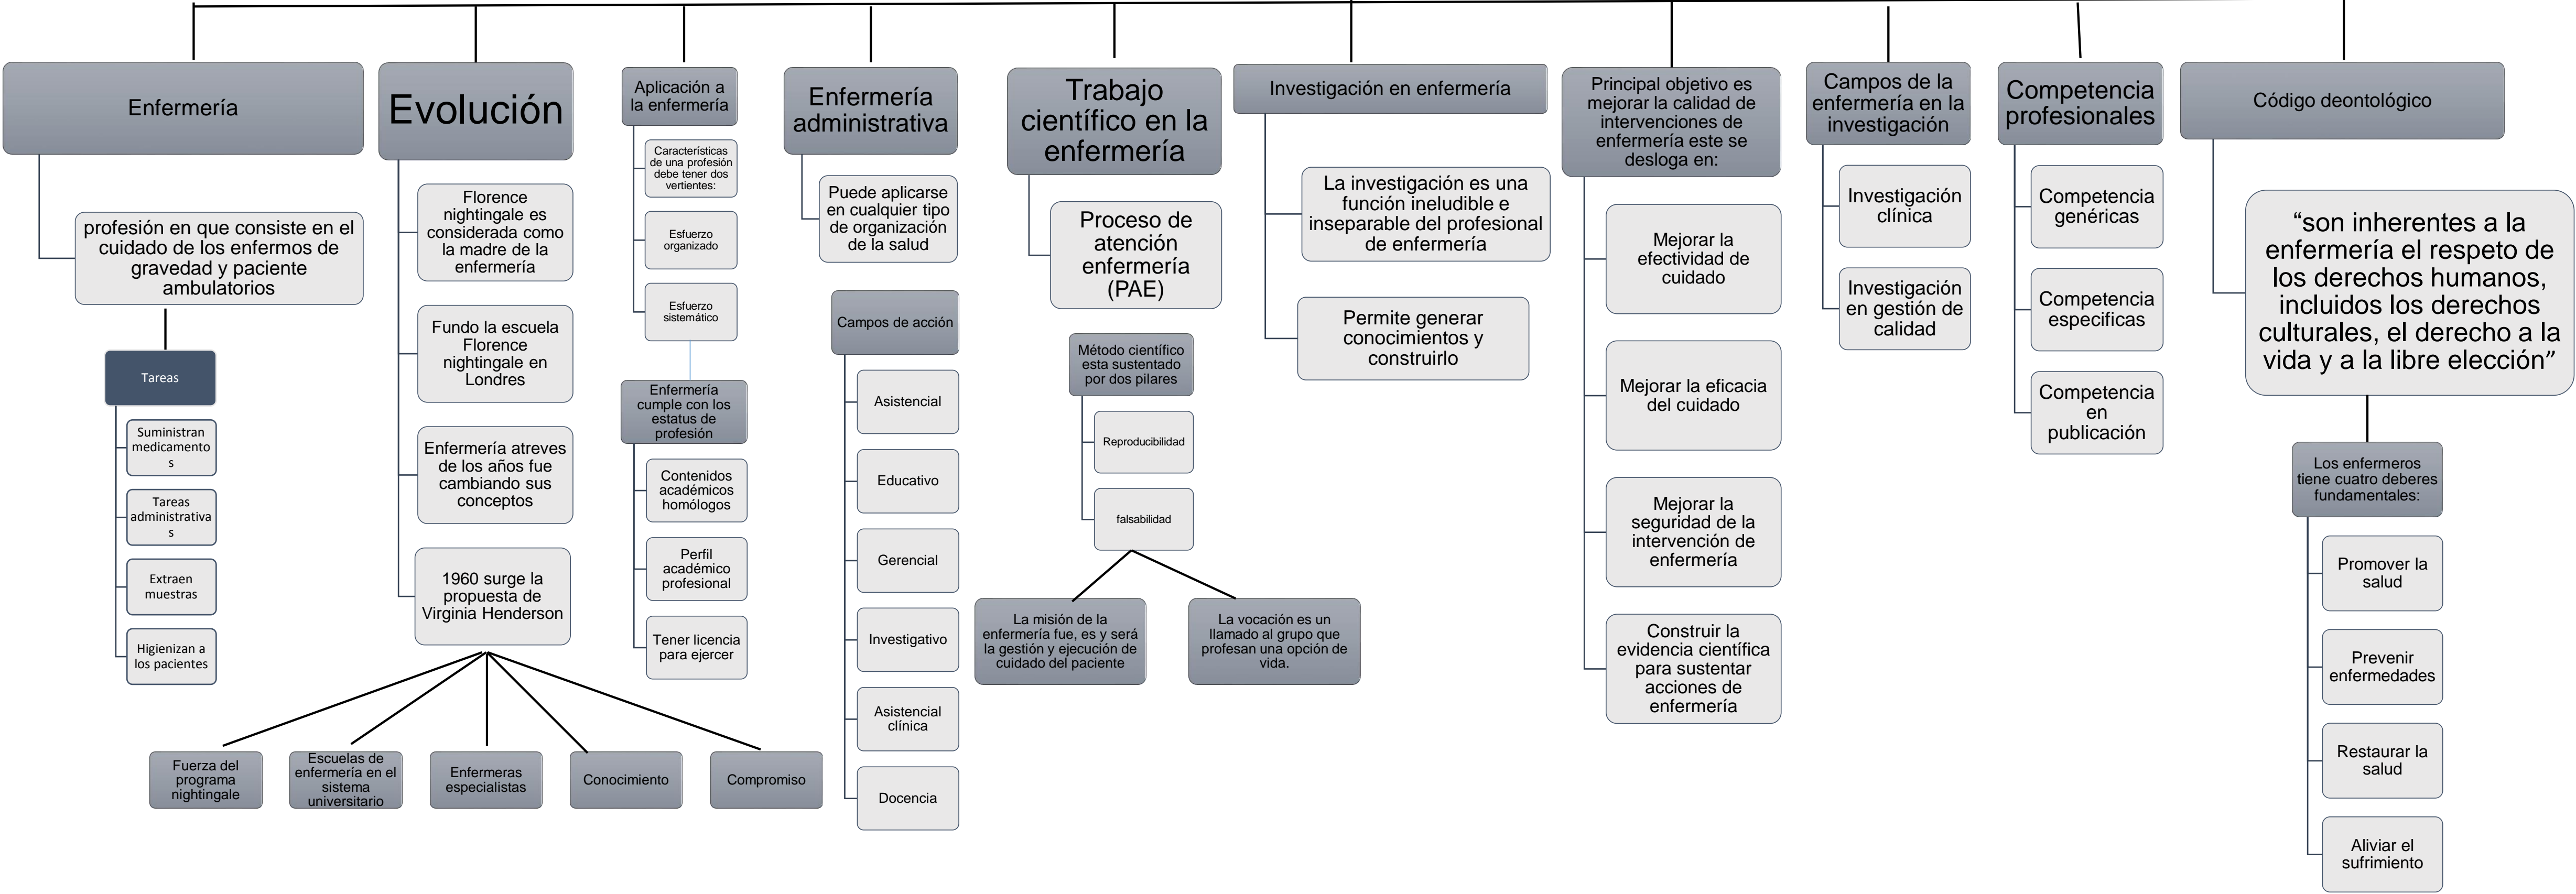 Enfermería
profesión en que consiste en el
cuidado de los enfermos de
gravedad y paciente
ambulatorios
Tareas
Suministran
medicamento
s
Tareas
administrativa
s
Extraen
muestras
Higienizan a
los pacientes
Evolución
Florence
nightingale es
considerada como
la madre de la
enfermería
Fundo la escuela
Florence
nightingale en
Londres
Enfermería atreves
de los años fue
cambiando sus
conceptos
1960 surge la
propuesta de
Virginia Henderson
Fuerza del
programa
nightingale
Escuelas de
enfermería en el
sistema
universitario
Enfermeras
especialistas
Conocimiento
Compromiso
Aplicación a
la enfermería
Características
de una profesión
debe tener dos
vertientes:
Esfuerzo
organizado
Esfuerzo
sistemático
Enfermería
cumple con los
estatus de
profesión
Contenidos
académicos
homólogos
Perfil
académico
profesional
Tener licencia
para ejercer
Enfermería
administrativa
Puede aplicarse
en cualquier tipo
de organización
de la salud
Campos de acción
Asistencial
Educativo
Gerencial
Investigativo
Asistencial
clínica
Docencia
Trabajo
científico en la
enfermería
Proceso de
atención
enfermería
(PAE)
Método científico
esta sustentado
por dos pilares
Reproducibilidad
falsabilidad
La misión de la
enfermería fue, es y será
la gestión y ejecución de
cuidado del paciente
La vocación es un
llamado al grupo que
profesan una opción de
vida.
Investigación en enfermería
La investigación es una
función ineludible e
inseparable del profesional
de enfermería
Permite generar
conocimientos y
construirlo
Principal objetivo es
mejorar la calidad de
intervenciones de
enfermería este se
desloga en:
Mejorar la
efectividad de
cuidado
Mejorar la eficacia
del cuidado
Mejorar la
seguridad de la
intervención de
enfermería
Construir la
evidencia científica
para sustentar
acciones de
enfermería
Campos de la
enfermería en la
investigación
Investigación
clínica
Investigación
en gestión de
calidad
Competencia
profesionales
Competencia
genéricas
Competencia
especificas
Competencia
en
publicación
Código deontológico
“son inherentes a la
enfermería el respeto de
los derechos humanos,
incluidos los derechos
culturales, el derecho a la
vida y a la libre elección”
Los enfermeros
tiene cuatro deberes
fundamentales:
Promover la
salud
Prevenir
enfermedades
Restaurar la
salud
Aliviar el
sufrimiento